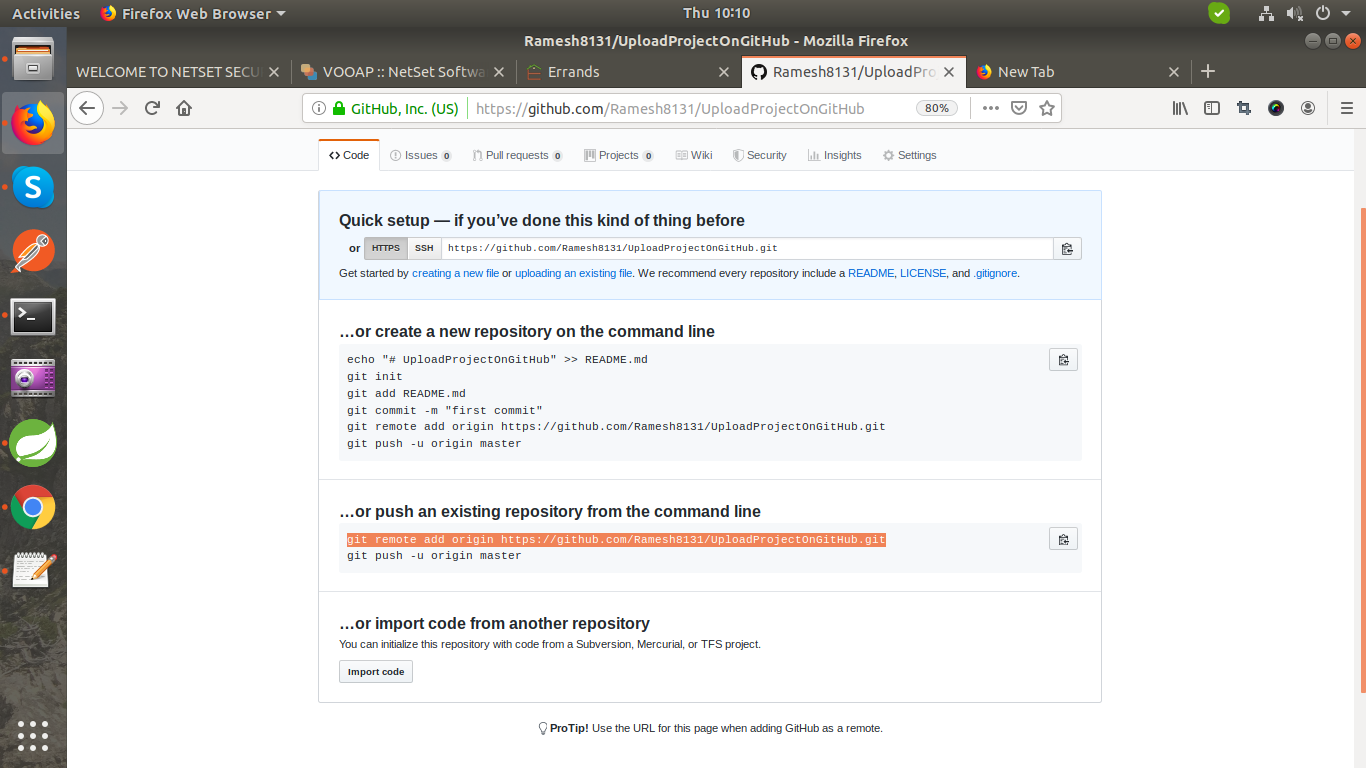 Activities Firefox Web Browser Thu 10:10
Ramesh8131/UploadProjectOnGitHub - Mozilla Firefox
WELCOME TO NETSET SECU VOOAP :: NetSet Softwa Errands Ramesh8131/UploadPro New Tab
GitHub, Inc. (US) https://github.com/Ramesh8131/UploadProjectOnGitHub 80%
Code Issues 0 Pull requests 0 Projects 0 Wiki Security Insights Settings
Quick setup — if you’ve done this kind of thing before
or HTTPS SSH https://github.com/Ramesh8131/UploadProjectOnGitHub.git
Get started by creating a new file or uploading an existing file. We recommend every repository include a README, LICENSE, and .gitignore.
…or create a new repository on the command line
echo "# UploadProjectOnGitHub" >> README.md
git init
git add README.md
git commit -m "first commit"
git remote add origin https://github.com/Ramesh8131/UploadProjectOnGitHub.git
git push -u origin master
…or push an existing repository from the command line
git remote add origin https://github.com/Ramesh8131/UploadProjectOnGitHub.git
git push -u origin master
…or import code from another repository
You can initialize this repository with code from a Subversion, Mercurial, or TFS project.
Import code
ProTip! Use the URL for this page when adding GitHub as a remote.